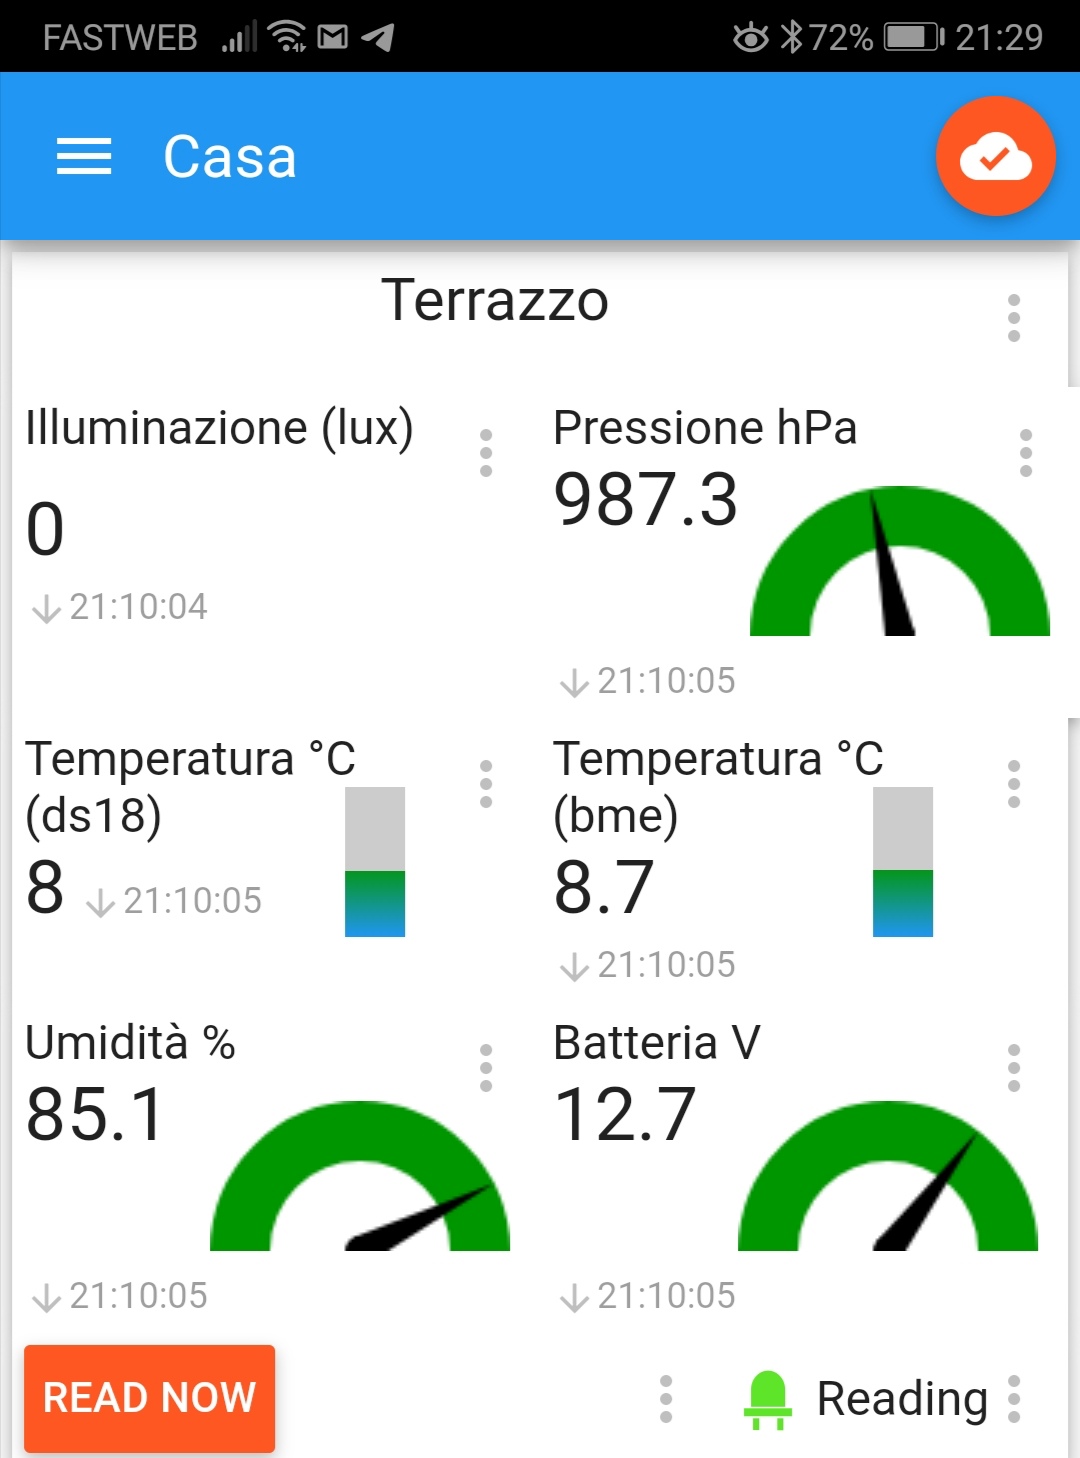 FASTWEB 72% 21:29
Casa
Terrazzo
Illuminazione (lux)
0
21:10:04
Pressione hPa
987.3
21:10:05
Temperatura °C
(ds18)
8 21:10:05
Temperatura °C
(bme)
8.7
21:10:05
Umidità %
85.1
21:10:05
Batteria V
12.7
21:10:05
READ NOW
Reading